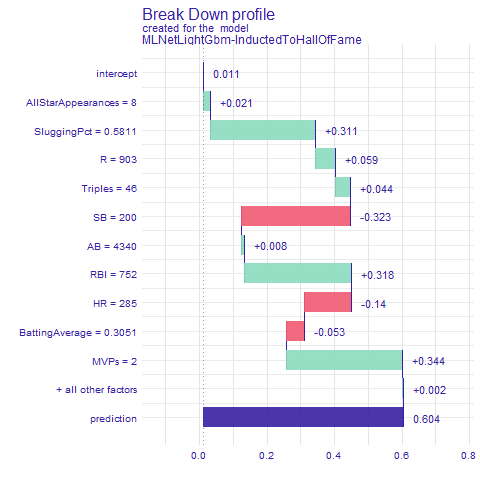 Break Down profile
created for the  model
MLNetLightGbm-InductedToHallOfFame
intercept 0.011
AllStarAppearances = 8 +0.021
SluggingPct = 0.5811 +0.311
R = 903 +0.059
Triples = 46 +0.044
SB = 200 -0.323
AB = 4340 +0.008
RBI = 752 +0.318
HR = 285 -0.14
BattingAverage = 0.3051 -0.053
MVPs = 2 +0.344
+ all other factors +0.002
prediction 0.604
0.0 0.2 0.4 0.6 0.8